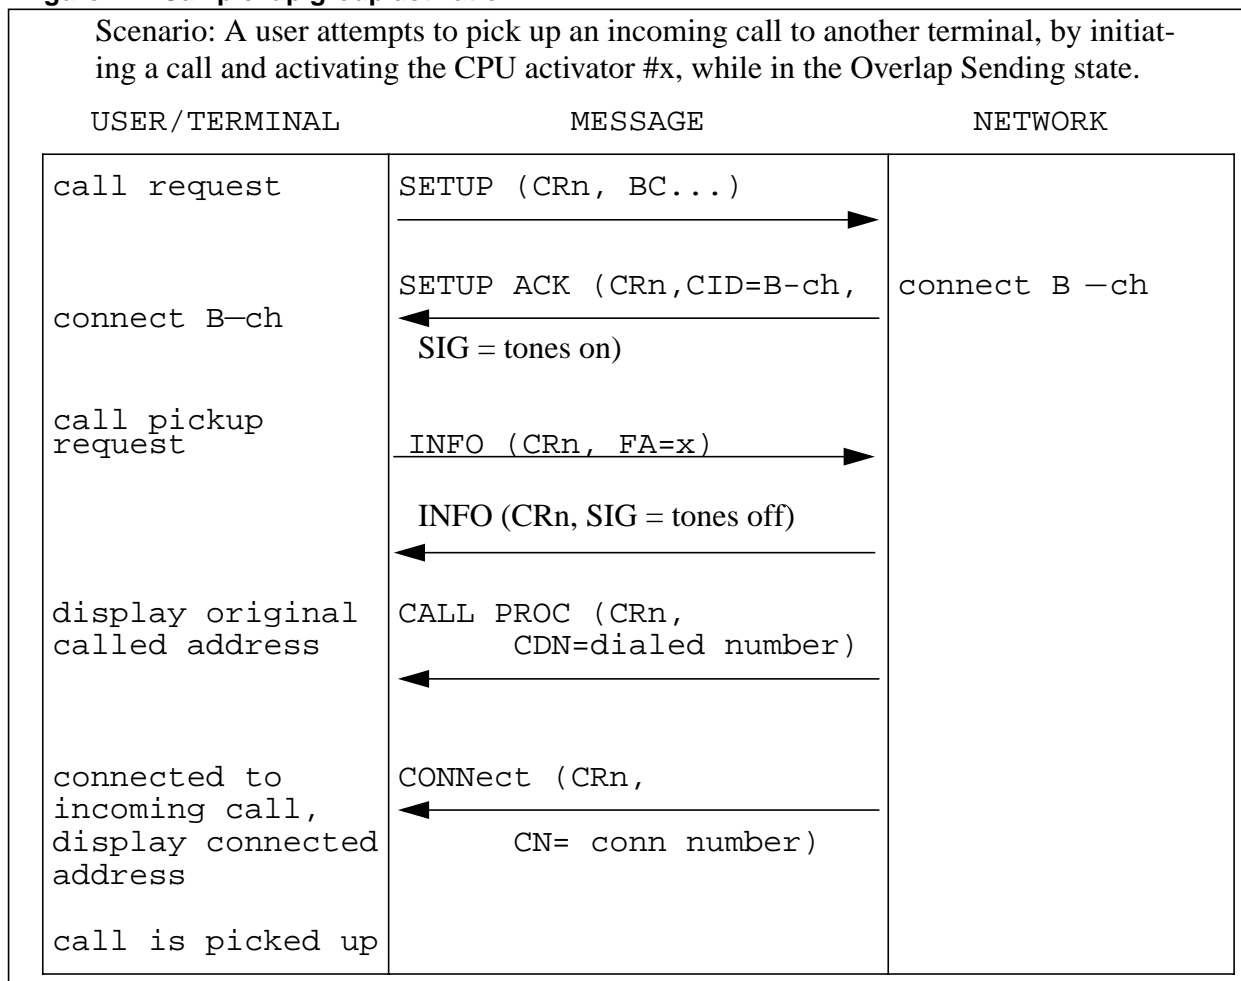 Scenario: A user attempts to pick up an incoming call to another terminal, by initiat-
ing a call and activating the CPU activator #x, while in the Overlap Sending state.
USER/TERMINAL MESSAGE NETWORK
call request SETUP (CRn, BC...)
SETUP ACK (CRn,CID=B-ch, connect B —ch
connect B—ch
SIG = tones on)
call pickup
request INFO (CRn, FA=x)
INFO (CRn, SIG = tones off)
display original CALL PROC (CRn,
called address CDN=dialed number)
connected to CONNect (CRn,
incoming call,
display connected CN= conn number)
address
call is picked up